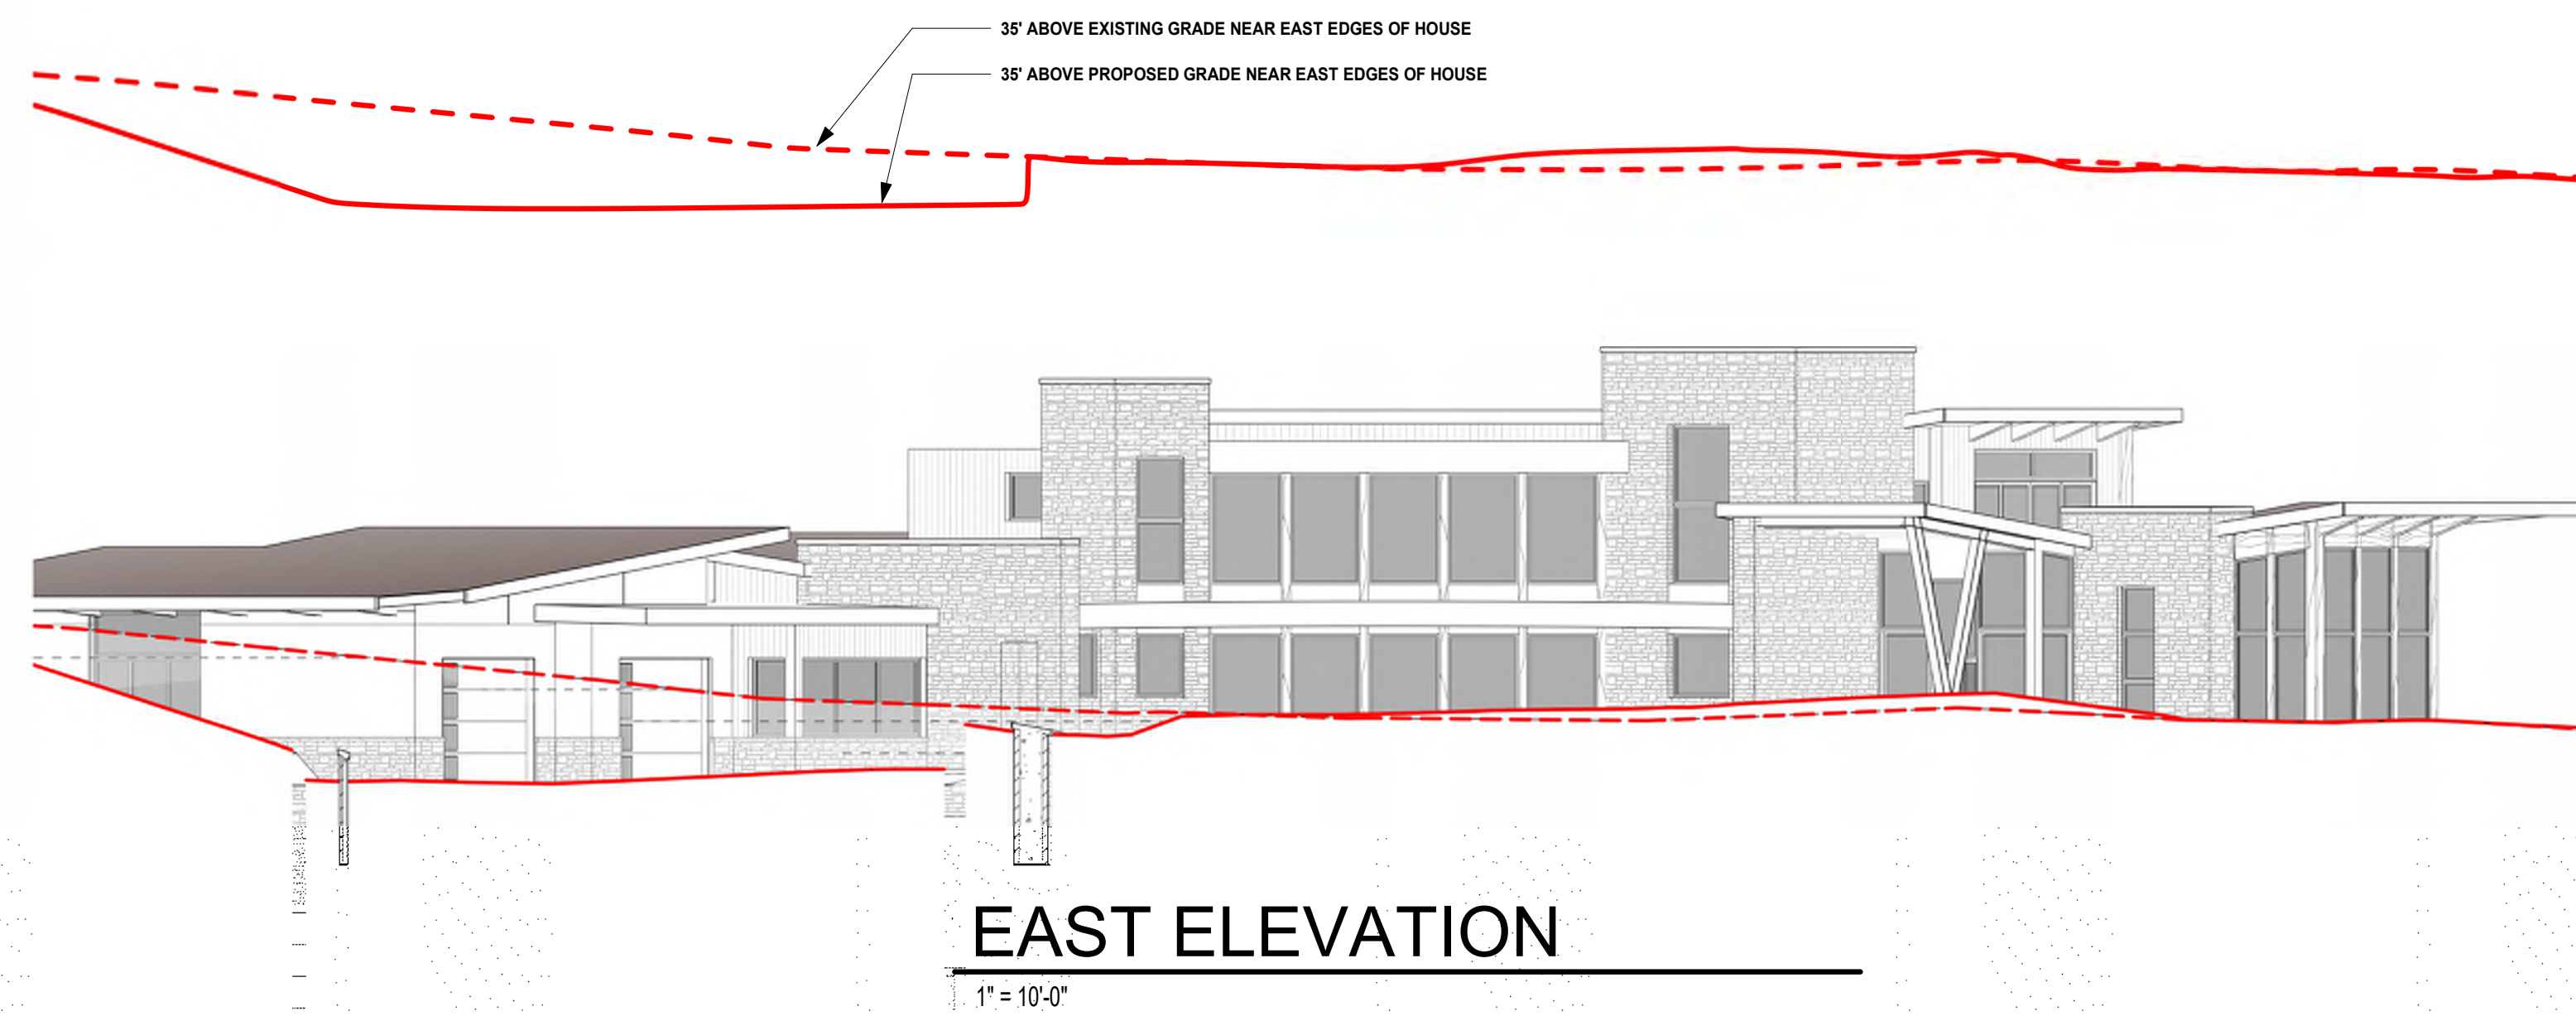 35' ABOVE EXISTING GRADE NEAR EAST EDGES OF HOUSE
35' ABOVE PROPOSED GRADE NEAR EAST EDGES OF HOUSE
EAST ELEVATION
1" = 10'-0"